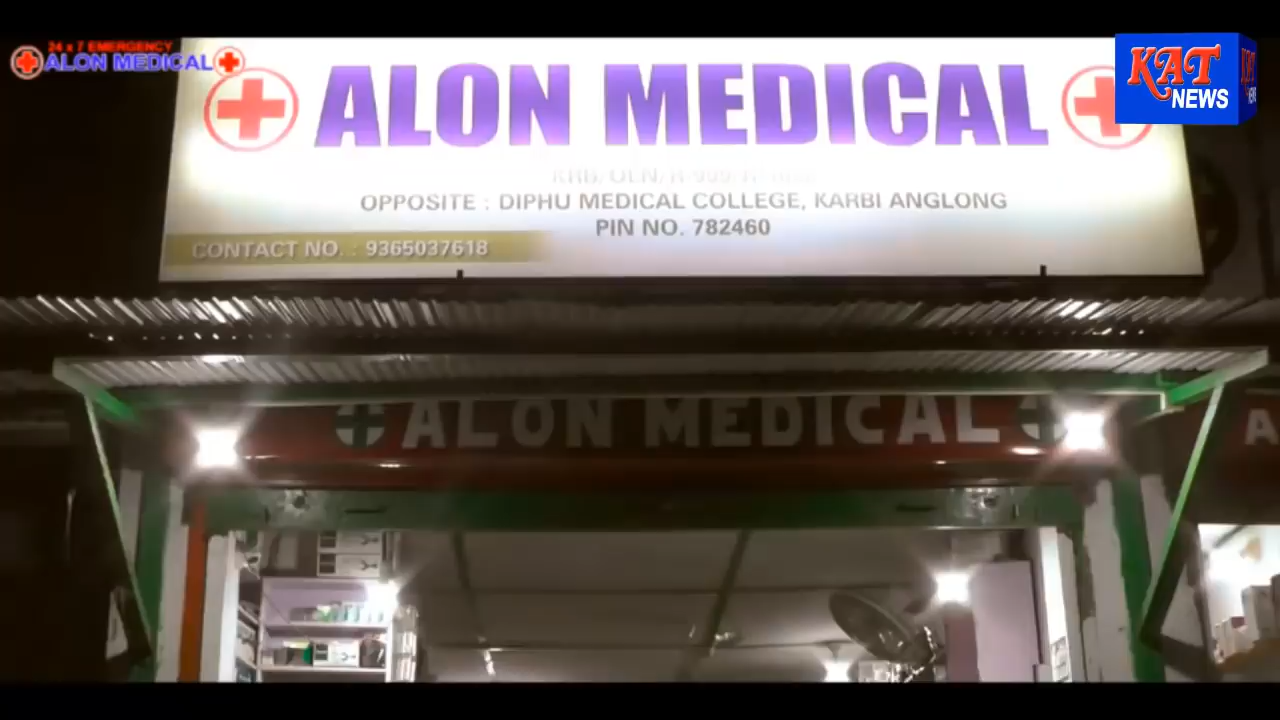 24 x 7 EMERGENCY
ALON MEDICAL
KAT
NEWS
ALON MEDICAL
OPPOSITE : DIPHU MEDICAL COLLEGE, KARBI ANGLONG
PIN NO. 782460
CONTACT NO. : 9365037618
ALON MEDICAL
A